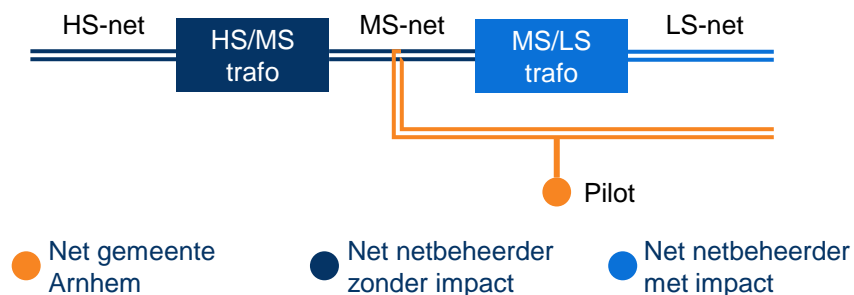 HS-net
HS/MS
trafo
MS-net
MS/LS
trafo
LS-net
Pilot
Net gemeente
Arnhem
Net netbeheerder
zonder impact
Net netbeheerder
met impact